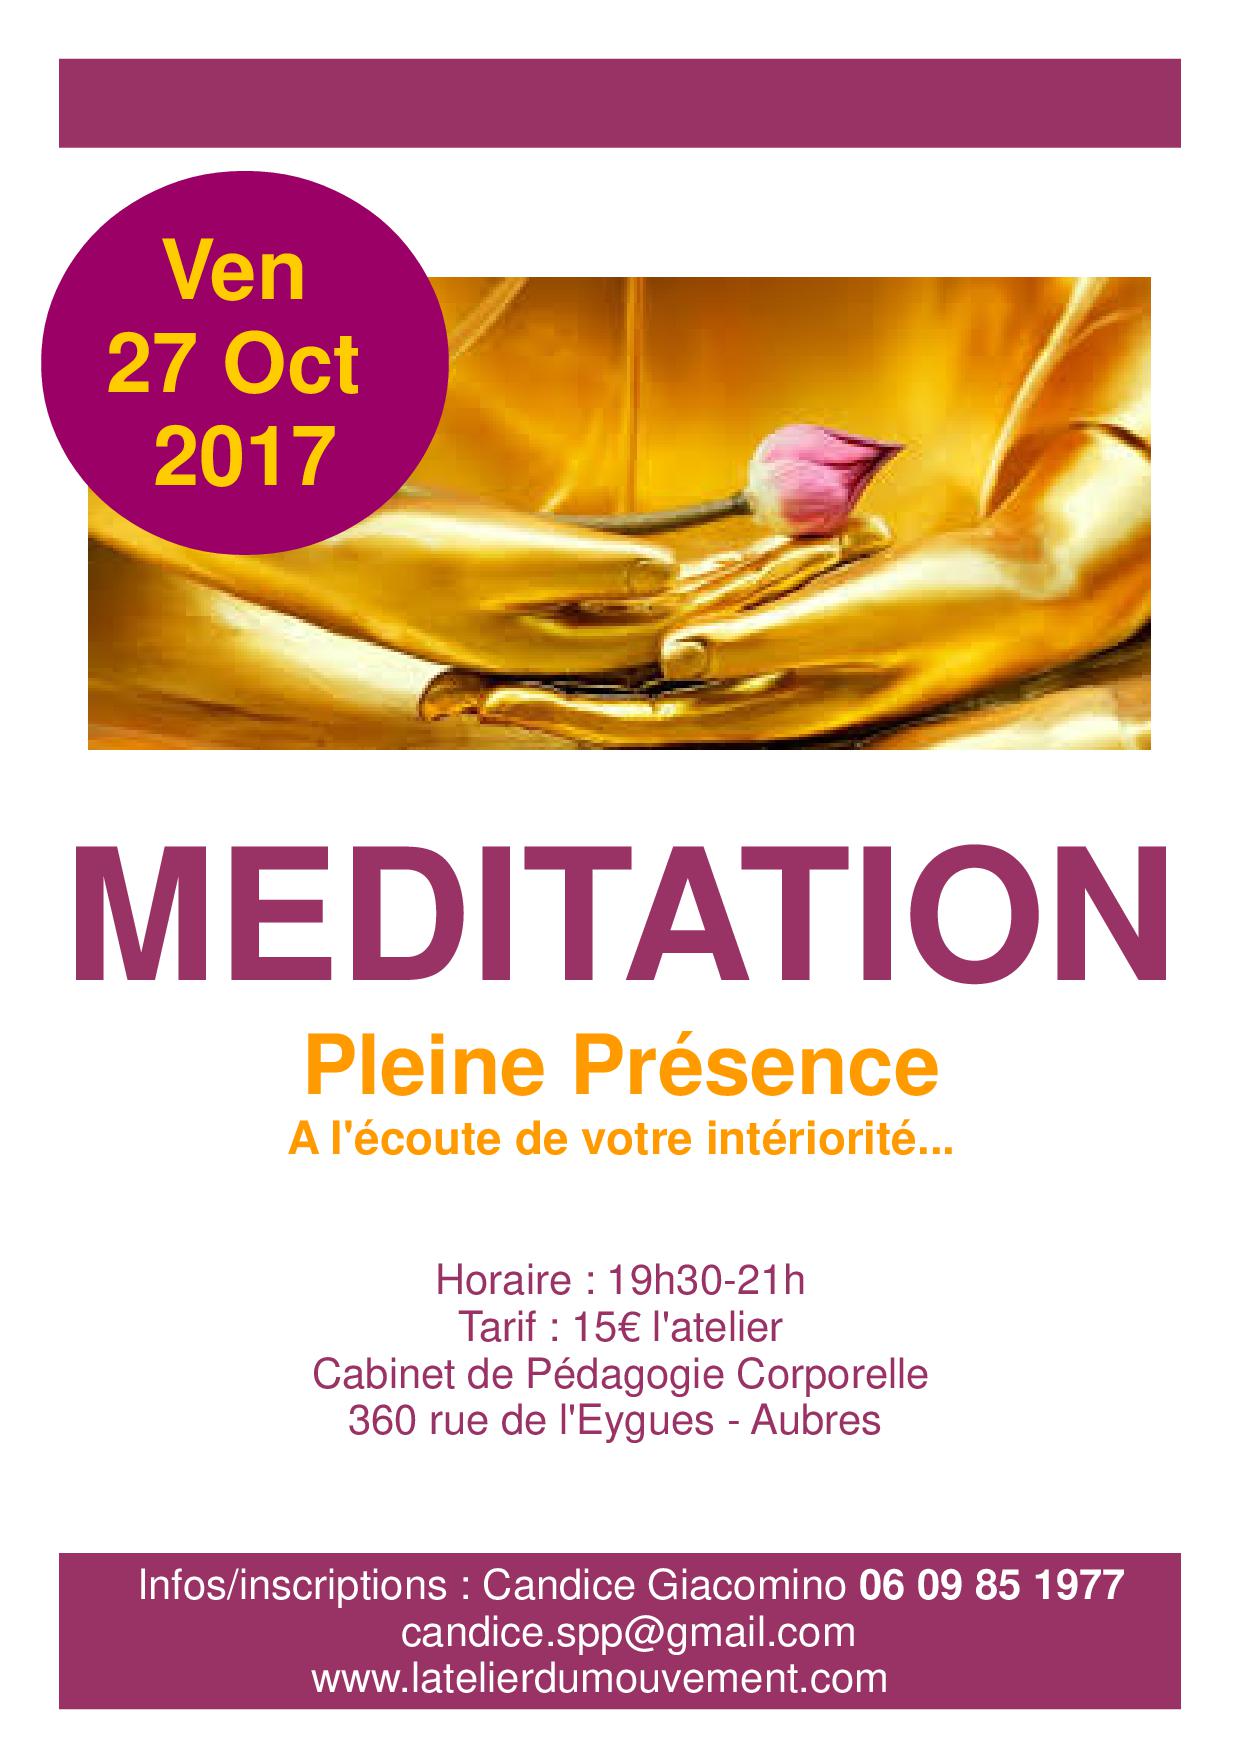 Ven
27 Oct
2017
MEDITATION
Pleine Présence
A l'écoute de votre intériorité...
Horaire : 19h30-21h
Tarif : 15€ l'atelier
Cabinet de Pédagogie Corporelle
360 rue de l'Eygues - Aubres
Infos/inscriptions : Candice Giacomino 06 09 85 1977
candice.spp@gmail.com
www.latelierdumouvement.com